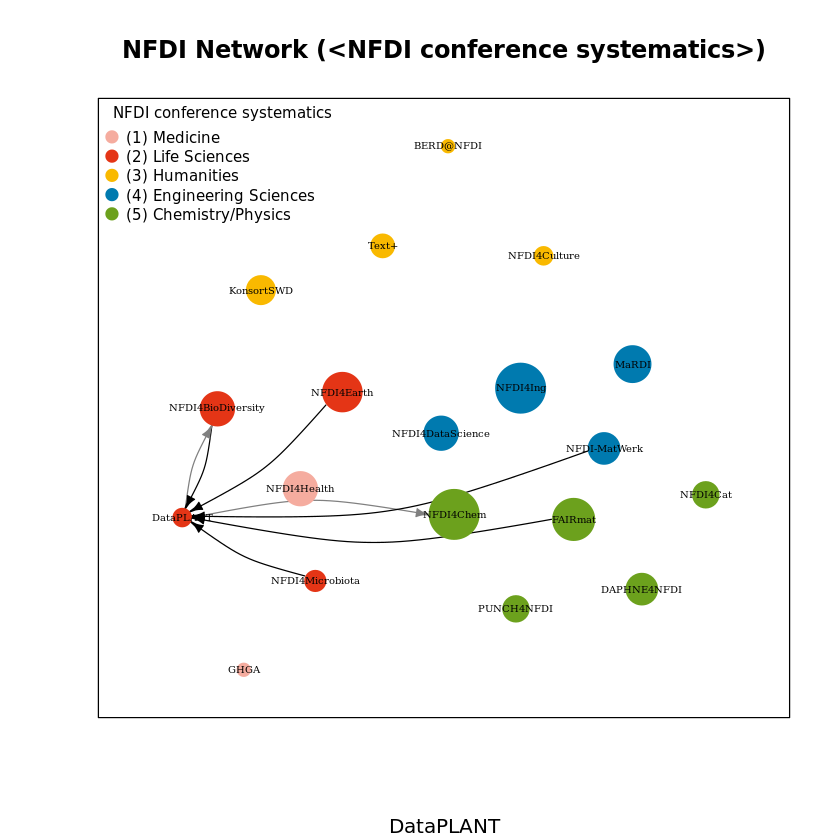 NFDI Network (<NFDI conference systematics>)
NFDI conference systematics
(1) Medicine
(2) Life Sciences
(3) Humanities
(4) Engineering Sciences
(5) Chemistry/Physics
BERD@NFDI
Text+
NFDI4Culture
KonsortSWD
MaRDI
NFDI4Earth
NFDI4Ing
NFDI4BioDiversity
NFDI4DataScience
NFDI-MatWerk
NFDI4Health
NFDI4Cat
NFDI4Chem
DataPLANT
FAIRmat
NFDI4Microbiota
DAPHNE4NFDI
PUNCH4NFDI
GHGA
DataPLANT